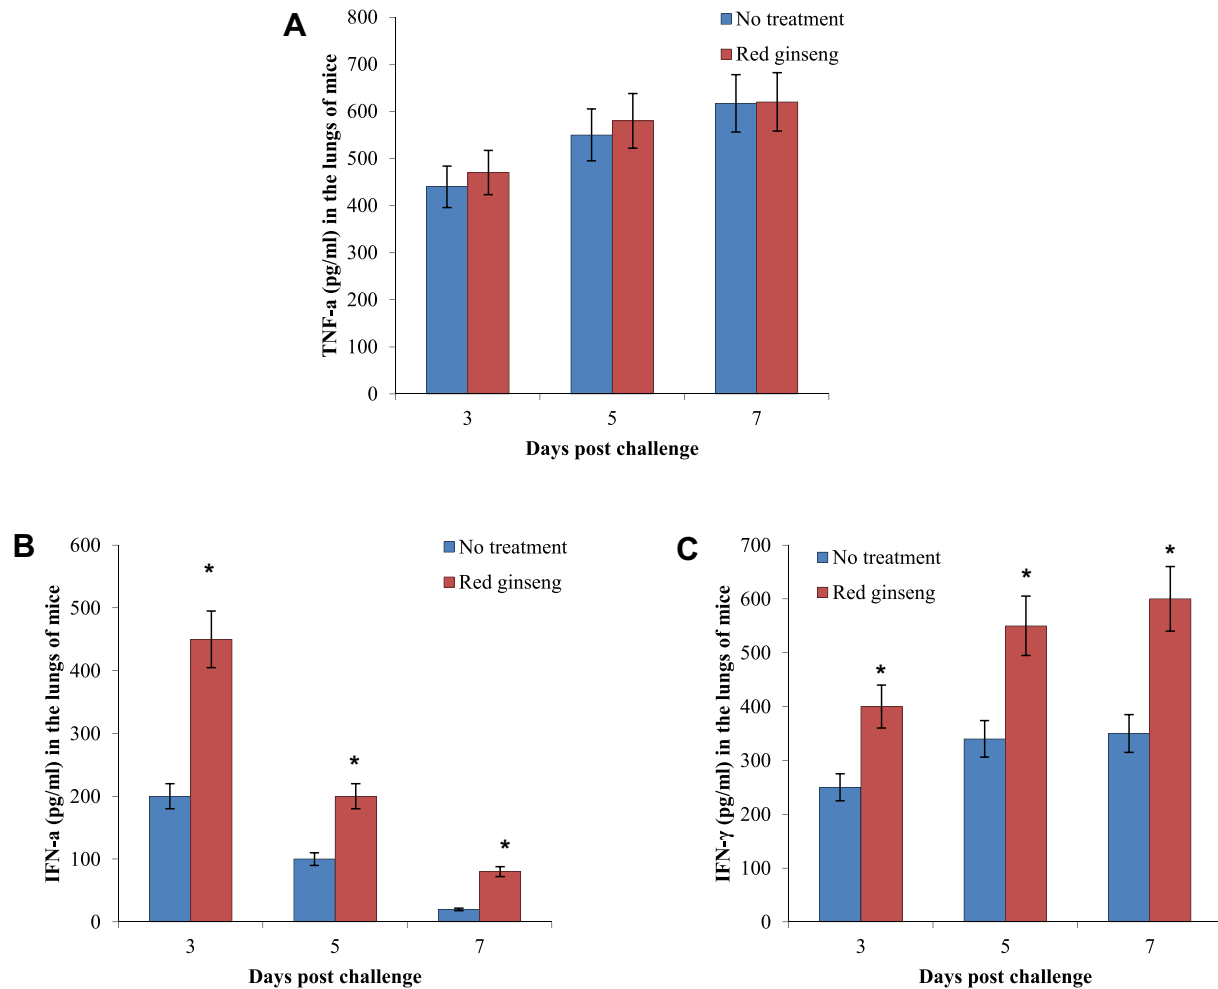 A
TNF-a (pg/ml) in the lungs of mice
800
700
600
500
400
300
200
100
0
No treatment
Red ginseng
3 5 7
Days post challenge
B
IFN-a (pg/ml) in the lungs of mice
600
500
400
300
200
100
0
No treatment
Red ginseng
*
*
*
3 5 7
Days post challenge
C
IFN-γ (pg/ml) in the lungs of mice
700
600
500
400
300
200
100
0
No treatment
Red ginseng
*
*
*
3 5 7
Days post challenge